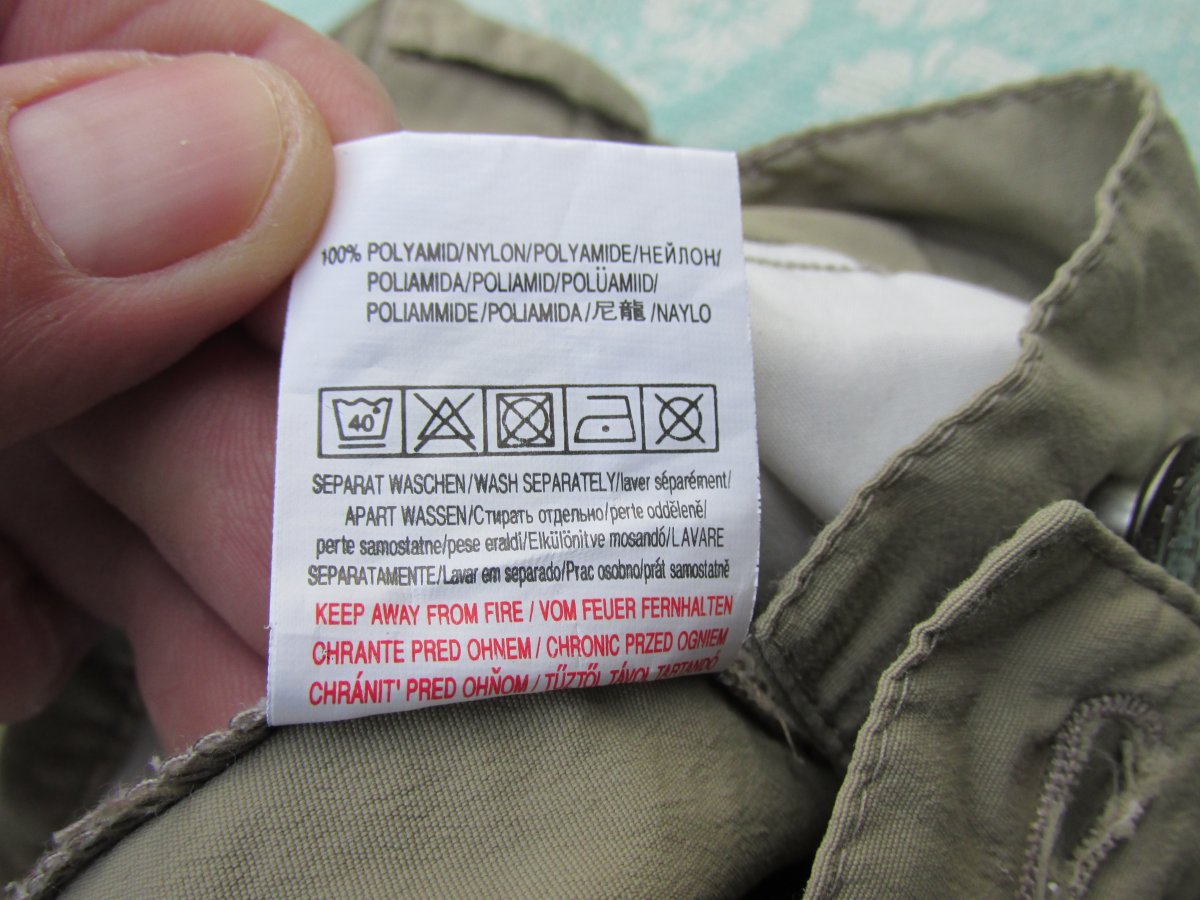 100% POLYAMID/NYLON/POLYAMIDE/НЕЙЛОН/
POLIAMIDA/POLIAMID/POLÜAMIID/
POLIAMMIDE/POLIAMIDA/尼龍/NAYLO
40°
SEPARAT WASCHEN/WASH SEPARATELY/laver séparément/
APART WASSEN/Стирать отдельно/perte odděleně/
perte samostatne/pese eraldi/Elkülönitve mosandó/LAVARE
SEPARATAMENTE/Lavar em separado/Prac osobno/prát samostatně
KEEP AWAY FROM FIRE / VOM FEUER FERNHALTEN
CHRANTE PRED OHNEM / CHRONIC PRZED OGNIEM
CHRÁNIT' PRED OHŇOM / TŰZTŐL TÁVOL TARTANDÓ